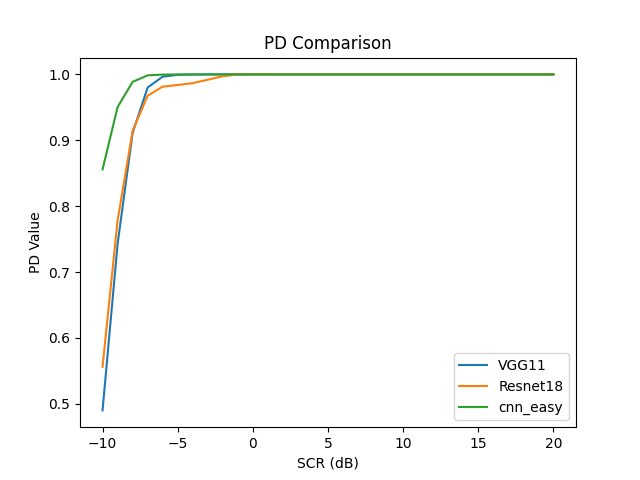 PD Comparison
1.0
0.9
0.8
0.7
0.6
0.5
PD Value
−10
−5
0
5
10
15
20
SCR (dB)
VGG11
Resnet18
cnn_easy